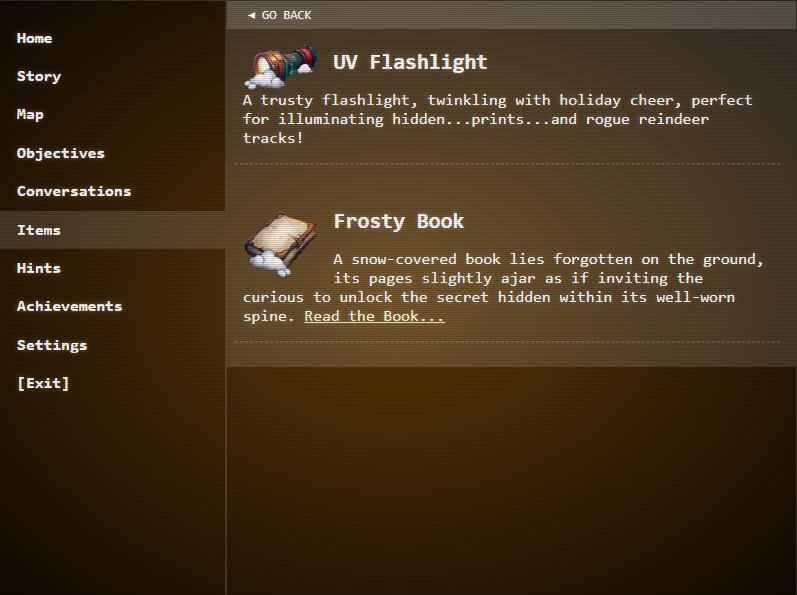 ◄ GO BACK
Home
Story
Map
Objectives
Conversations
Items
Hints
Achievements
Settings
[Exit]
UV Flashlight
A trusty flashlight, twinkling with holiday cheer, perfect
for illuminating hidden...prints...and rogue reindeer
tracks!
Frosty Book
A snow-covered book lies forgotten on the ground,
its pages slightly ajar as if inviting the
curious to unlock the secret hidden within its well-worn
spine. Read the Book...